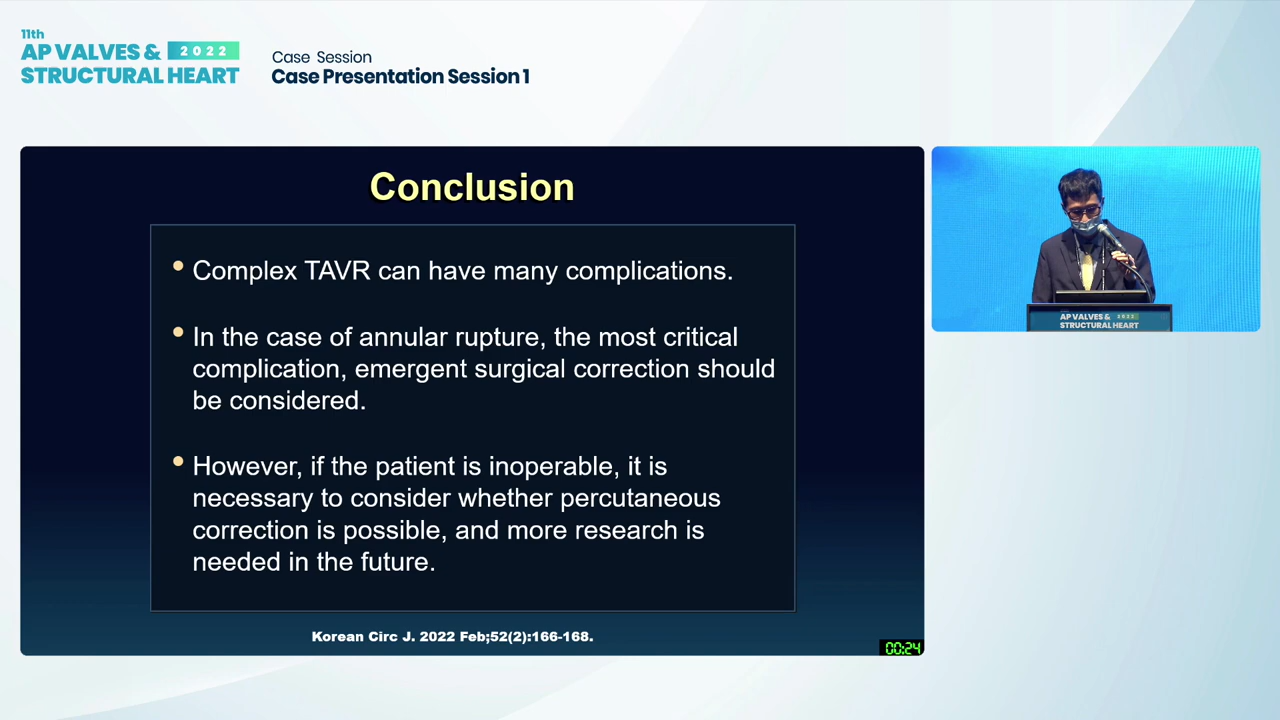 11th
AP VALVES & 2022
STRUCTURAL HEART
Case Session
Case Presentation Session 1
Conclusion
• Complex TAVR can have many complications.
• In the case of annular rupture, the most critical
complication, emergent surgical correction should
be considered.
• However, if the patient is inoperable, it is
necessary to consider whether percutaneous
correction is possible, and more research is
needed in the future.
Korean Circ J. 2022 Feb;52(2):166-168.
00:24
AP VALVES & 2022
STRUCTURAL HEART